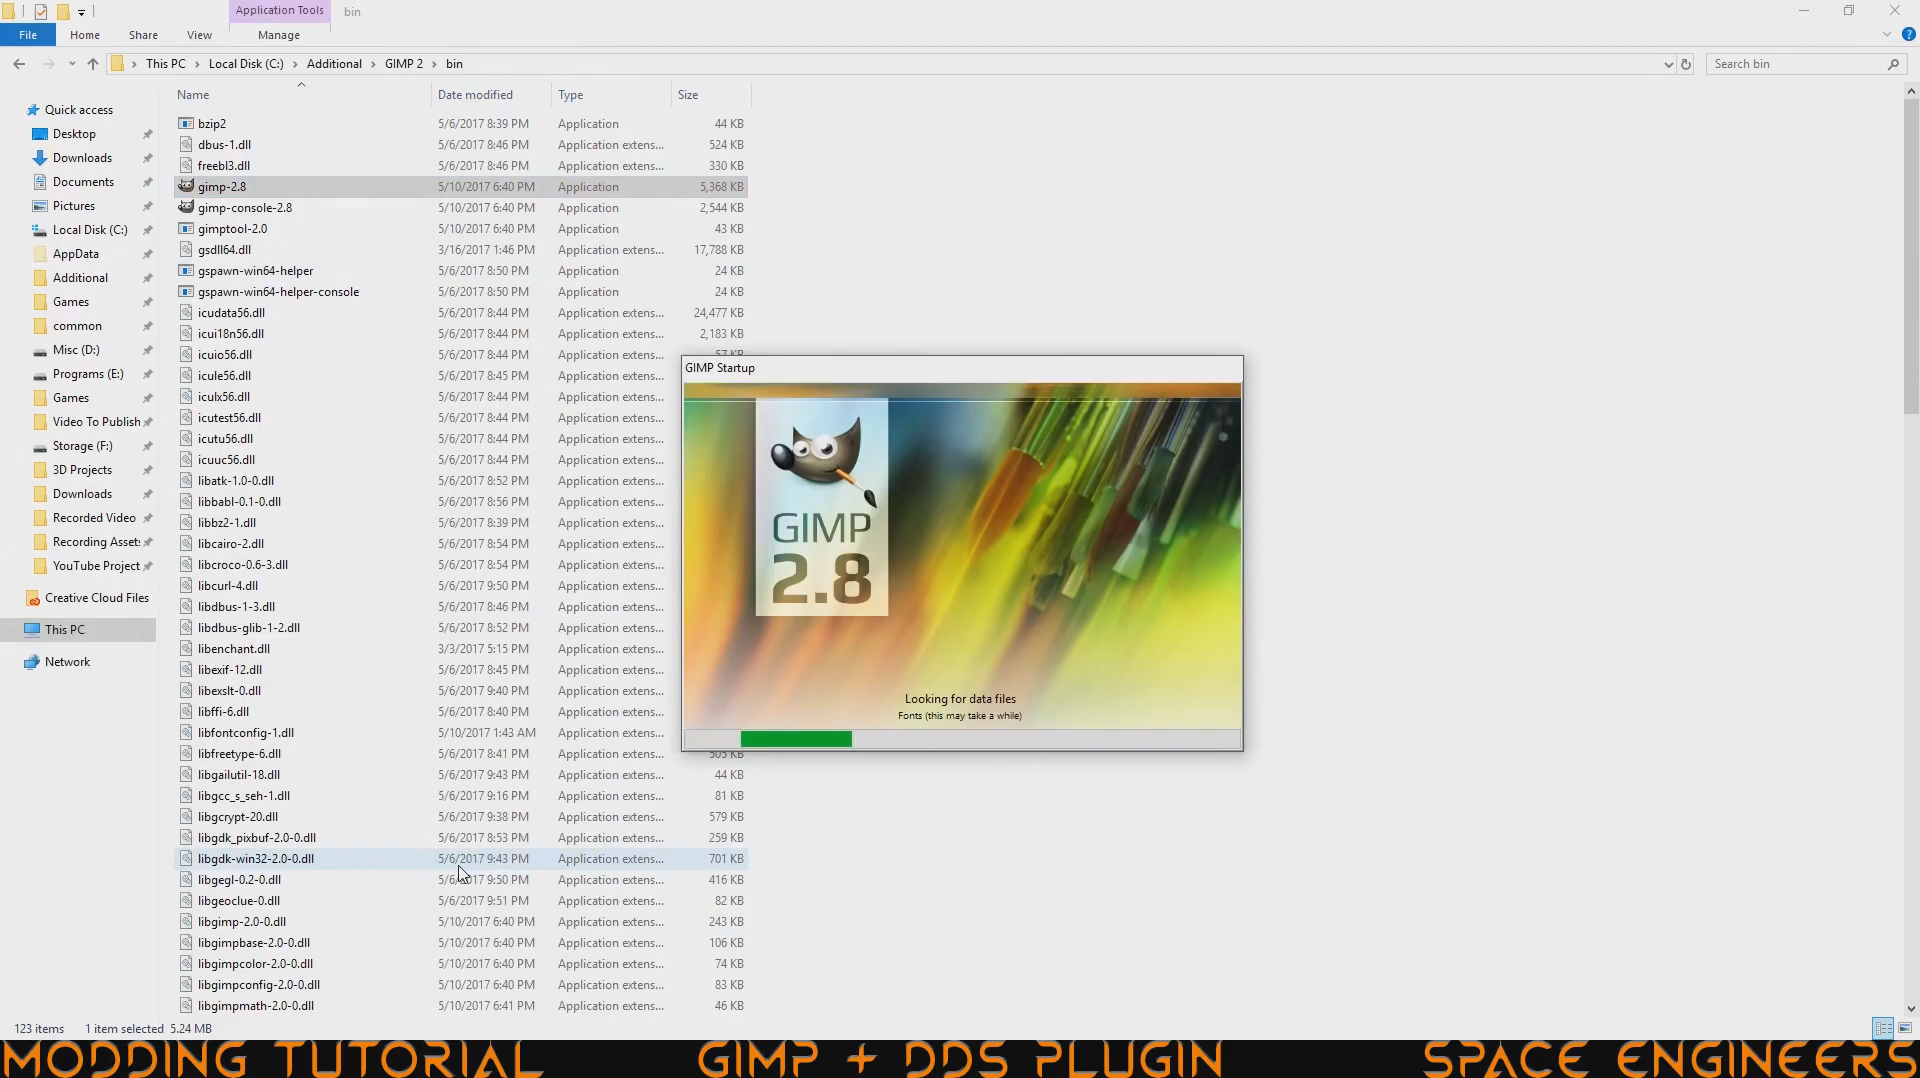 Application Tools
bin
File
Home
Share
View
Manage
This PC
Local Disk (C:)
Additional
GIMP 2
bin
Search bin
Name
Date modified
Type
Size
Quick access
Desktop
Downloads
Documents
Pictures
Local Disk (C:)
AppData
Additional
Games
common
Misc (D:)
Programs (E:)
Games
Video To Publish
Storage (F:)
3D Projects
Downloads
Recorded Video
Recording Asset
YouTube Project
Creative Cloud Files
This PC
Network
bzip2 5/6/2017 8:39 PM Application 44 KB
dbus-1.dll 5/6/2017 8:46 PM Application extens... 524 KB
freebl3.dll 5/6/2017 8:46 PM Application extens... 330 KB
gimp-2.8 5/10/2017 6:40 PM Application 5,368 KB
gimp-console-2.8 5/10/2017 6:40 PM Application 2,544 KB
gimptool-2.0 5/10/2017 6:40 PM Application 43 KB
gsdll64.dll 3/16/2017 1:46 PM Application extens... 17,788 KB
gspawn-win64-helper 5/6/2017 8:50 PM Application 24 KB
gspawn-win64-helper-console 5/6/2017 8:50 PM Application 24 KB
icudata56.dll 5/6/2017 8:44 PM Application extens... 24,477 KB
icui18n56.dll 5/6/2017 8:44 PM Application extens... 2,183 KB
icuio56.dll 5/6/2017 8:44 PM Application extens... 57 KB
icule56.dll 5/6/2017 8:45 PM Application extens...
iculx56.dll 5/6/2017 8:44 PM Application extens...
icutest56.dll 5/6/2017 8:44 PM Application extens...
icutu56.dll 5/6/2017 8:44 PM Application extens...
icuuc56.dll 5/6/2017 8:44 PM Application extens...
libatk-1.0-0.dll 5/6/2017 8:52 PM Application extens...
libbabl-0.1-0.dll 5/6/2017 8:56 PM Application extens...
libbz2-1.dll 5/6/2017 8:39 PM Application extens...
libcairo-2.dll 5/6/2017 8:54 PM Application extens...
libcroco-0.6-3.dll 5/6/2017 8:54 PM Application extens...
libcurl-4.dll 5/6/2017 9:50 PM Application extens...
libdbus-1-3.dll 5/6/2017 8:46 PM Application extens...
libdbus-glib-1-2.dll 5/6/2017 8:52 PM Application extens...
libenchant.dll 3/3/2017 5:15 PM Application extens...
libexif-12.dll 5/6/2017 8:45 PM Application extens...
libexslt-0.dll 5/6/2017 9:40 PM Application extens...
libffi-6.dll 5/6/2017 8:40 PM Application extens...
libfontconfig-1.dll 5/10/2017 1:43 AM Application extens...
libfreetype-6.dll 5/6/2017 8:41 PM Application extens... 505 KB
libgailutil-18.dll 5/6/2017 9:43 PM Application extens... 44 KB
libgcc_s_seh-1.dll 5/6/2017 9:16 PM Application extens... 81 KB
libgcrypt-20.dll 5/6/2017 9:38 PM Application extens... 579 KB
libgdk_pixbuf-2.0-0.dll 5/6/2017 8:53 PM Application extens... 259 KB
libgdk-win32-2.0-0.dll 5/6/2017 9:43 PM Application extens... 701 KB
libgegl-0.2-0.dll 5/6/2017 9:50 PM Application extens... 416 KB
libgeoclue-0.dll 5/6/2017 9:51 PM Application extens... 82 KB
libgimp-2.0-0.dll 5/10/2017 6:40 PM Application extens... 243 KB
libgimpbase-2.0-0.dll 5/10/2017 6:40 PM Application extens... 106 KB
libgimpcolor-2.0-0.dll 5/10/2017 6:40 PM Application extens... 74 KB
libgimpconfig-2.0-0.dll 5/10/2017 6:40 PM Application extens... 83 KB
libgimpmath-2.0-0.dll 5/10/2017 6:41 PM Application extens... 46 KB
GIMP Startup
GIMP
2.8
Looking for data files
Fonts (this may take a while)
123 items 1 item selected 5.24 MB
MODDING TUTORIAL GIMP + DDS PLUGIN SPACE ENGINEERS